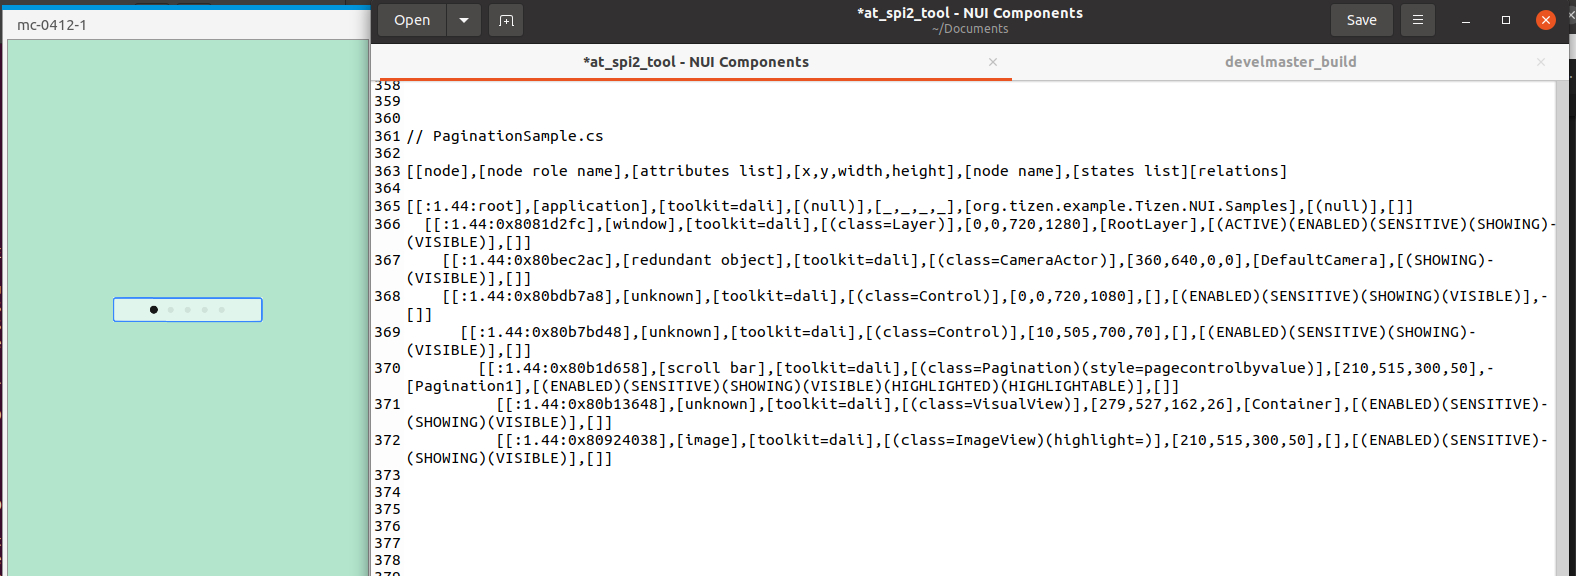 mc-0412-1
Open
*at_spi2_tool - NUI Components
~/Documents
Save
*at_spi2_tool - NUI Components
develmaster_build
358
359
360
361 // PaginationSample.cs
362
363 [[node],[node role name],[attributes list],[x,y,width,height],[node name],[states list][relations]
364
365 [[:1.44:root],[application],[toolkit=dali],[(null)],[_,_,_,_],[org.tizen.example.Tizen.NUI.Samples],[(null)],[]]
366 [[:1.44:0x8081d2fc],[window],[toolkit=dali],[(class=Layer)],[0,0,720,1280],[RootLayer],[(ACTIVE)(ENABLED)(SENSITIVE)(SHOWING)-
(VISIBLE)],[]]
367 [[:1.44:0x80bec2ac],[redundant object],[toolkit=dali],[(class=CameraActor)],[360,640,0,0],[DefaultCamera],[(SHOWING)-
(VISIBLE)],[]]
368 [[:1.44:0x80bdb7a8],[unknown],[toolkit=dali],[(class=Control)],[0,0,720,1080],[],[(ENABLED)(SENSITIVE)(SHOWING)(VISIBLE)],-
[]]
369 [[:1.44:0x80b7bd48],[unknown],[toolkit=dali],[(class=Control)],[10,505,700,70],[],[(ENABLED)(SENSITIVE)(SHOWING)-
(VISIBLE)],[]]
370 [[:1.44:0x80b1d658],[scroll bar],[toolkit=dali],[(class=Pagination)(style=pagecontrolbyvalue)],[210,515,300,50],-
[Pagination1],[(ENABLED)(SENSITIVE)(SHOWING)(VISIBLE)(HIGHLIGHTED)(HIGHLIGHTABLE)],[]]
371 [[:1.44:0x80b13648],[unknown],[toolkit=dali],[(class=VisualView)],[279,527,162,26],[Container],[(ENABLED)(SENSITIVE)-
(SHOWING)(VISIBLE)],[]]
372 [[:1.44:0x80924038],[image],[toolkit=dali],[(class=ImageView)(highlight=)],[210,515,300,50],[],[(ENABLED)(SENSITIVE)-
(SHOWING)(VISIBLE)],[]]
373
374
375
376
377
378
379